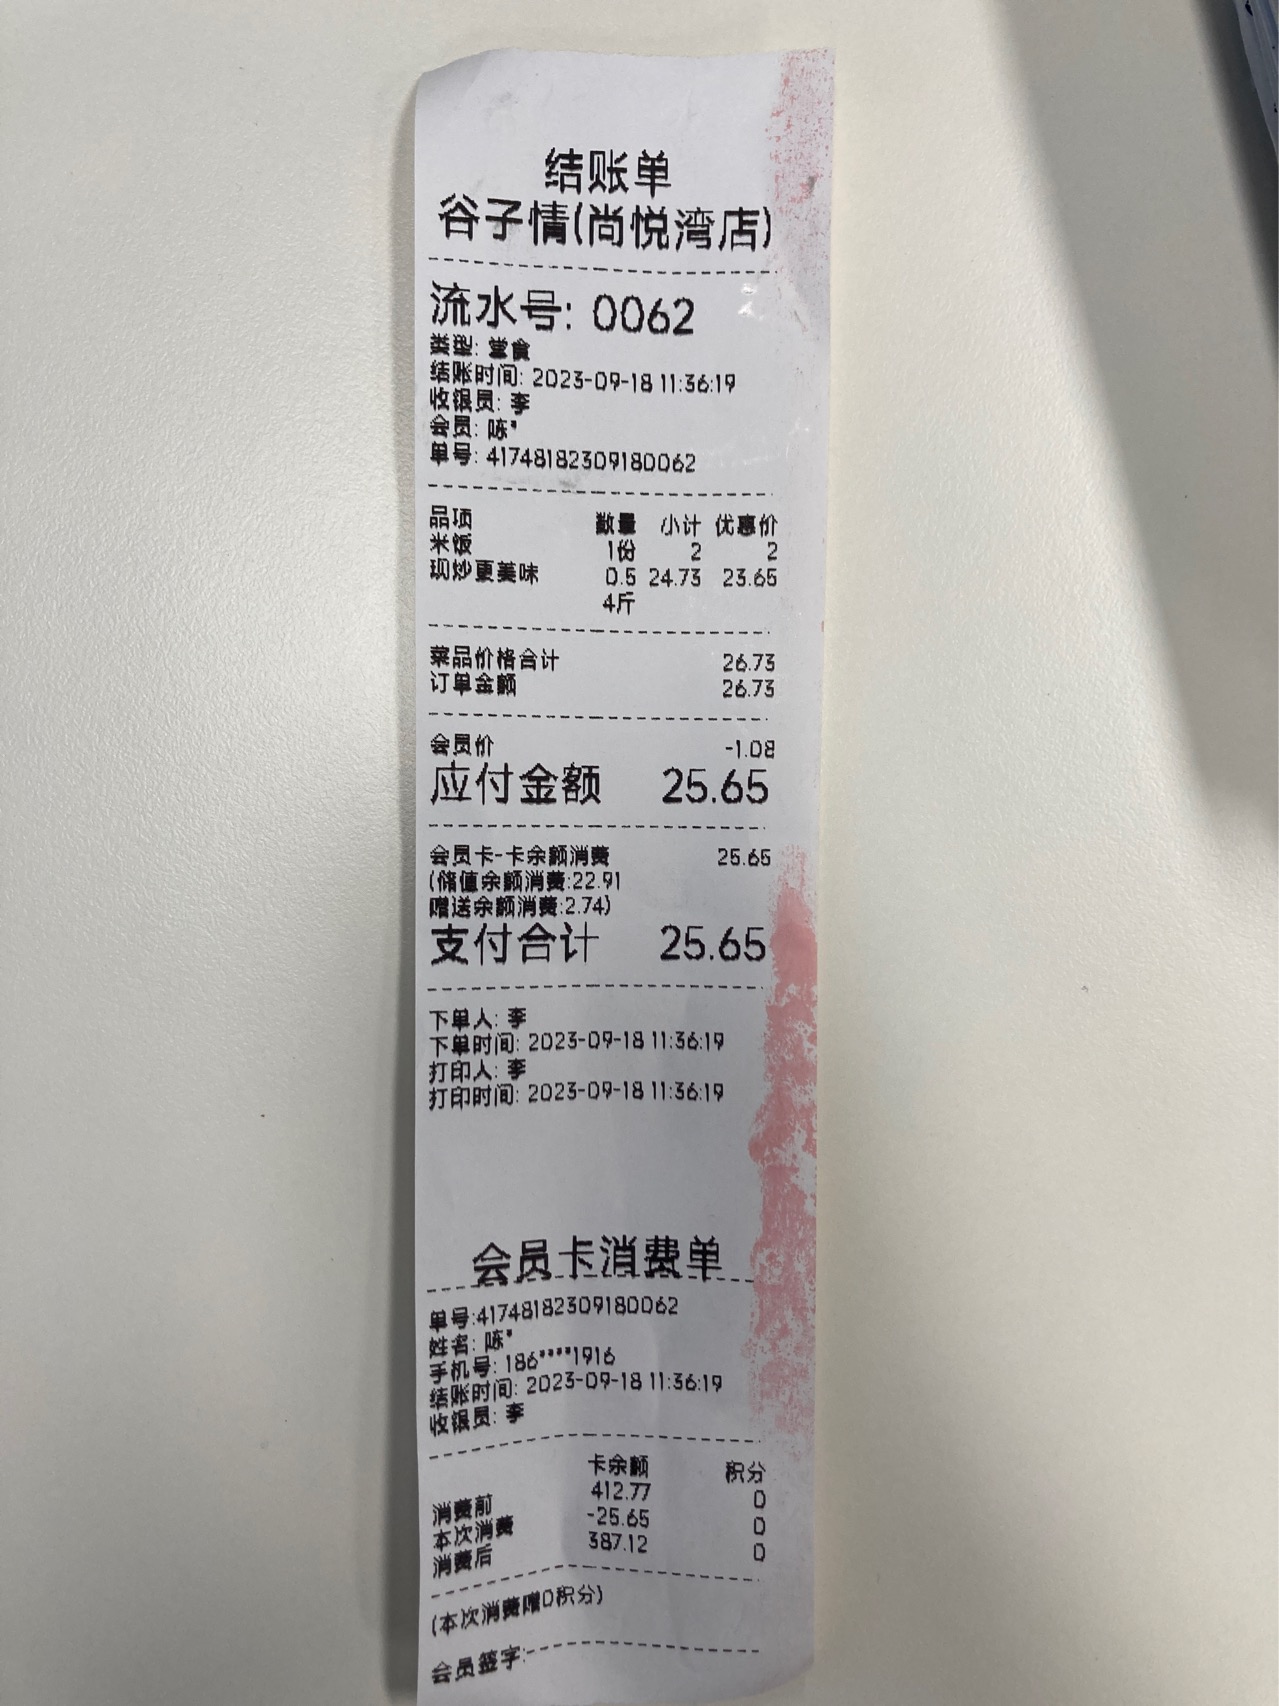 结账单
谷子情(尚悦湾店)
流水号: 0062
类型: 堂食
结账时间: 2023-09-18 11:36:19
收银员: 李
会员: 陈*
单号: 41748182309180062
品项 数量 小计 优惠价
米饭 1份 2 2
现炒更美味 0.5 24.73 23.65
4斤
菜品价格合计 26.73
订单金额 26.73
会员价 -1.08
应付金额 25.65
会员卡-卡余额消费 25.65
(储值余额消费:22.91
赠送余额消费:2.74)
支付合计 25.65
下单人: 李
下单时间: 2023-09-18 11:36:19
打印人: 李
打印时间: 2023-09-18 11:36:19
会员卡消费单
单号:41748182309180062
姓名: 陈*
手机号: 186****1916
结账时间: 2023-09-18 11:36:19
收银员: 李
卡余额 积分
消费前 412.77 0
本次消费 -25.65 0
消费后 387.12 0
(本次消费赠0积分)
会员签字: